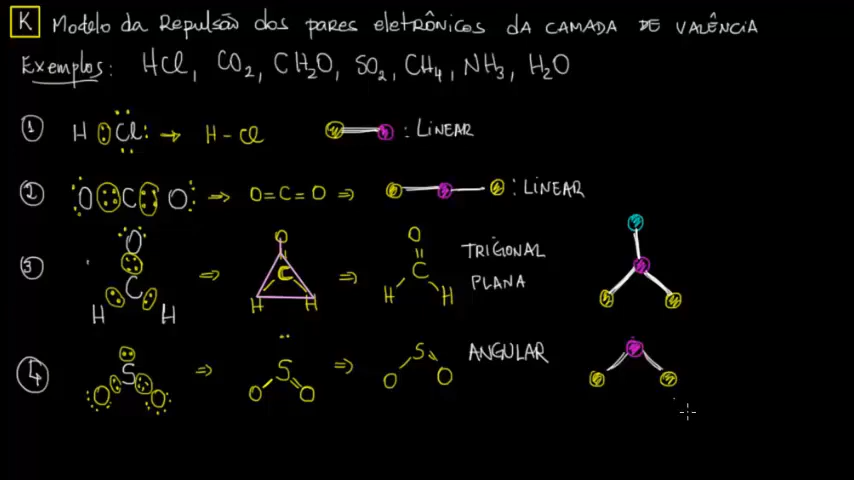 K Modelo da Repulsão dos pares eletrônicos da CAMADA DE VALÊNCIA
Exemplos: HCl, CO2, CH2O, SO2, CH4, NH3, H2O
1 H Cl → H - Cl : LINEAR
2 O C O ⇒ O=C=O ⇒ : LINEAR
3 O C H H ⇒ O C H H ⇒ O C H H TRIGONAL PLANA
4 S O O ⇒ S O O ⇒ S O O ANGULAR